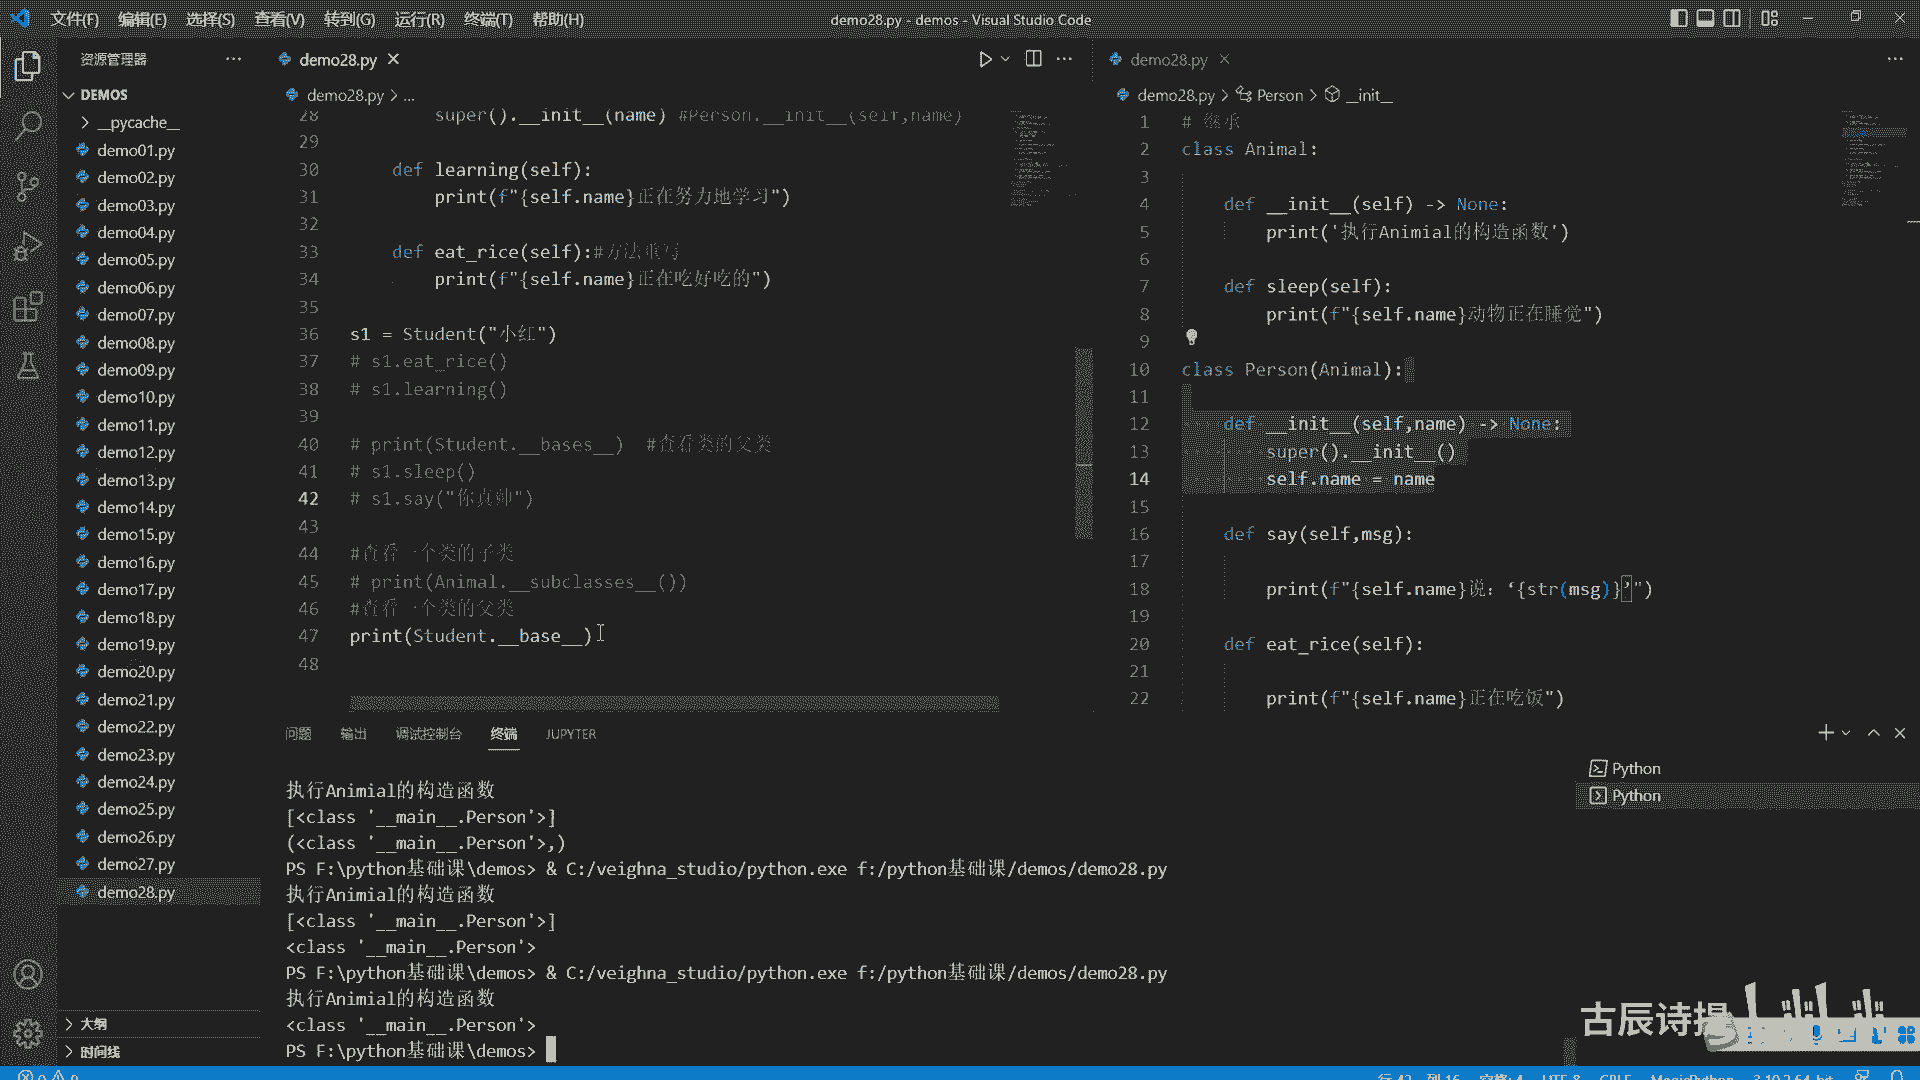 文件(F) 编辑(E) 选择(S) 查看(V) 转到(G) 运行(R) 终端(T) 帮助(H)
demo28.py - demos - Visual Studio Code
资源管理器
DEMOS
__pycache__
demo01.py
demo02.py
demo03.py
demo04.py
demo05.py
demo06.py
demo07.py
demo08.py
demo09.py
demo10.py
demo11.py
demo12.py
demo13.py
demo14.py
demo15.py
demo16.py
demo17.py
demo18.py
demo19.py
demo20.py
demo21.py
demo22.py
demo23.py
demo24.py
demo25.py
demo26.py
demo27.py
demo28.py
大纲
时间线
demo28.py
demo28.py > ...
28 super().__init__(name) #Person.__init__(self,name)
29
30 def learning(self):
31 print(f"{self.name}正在努力地学习")
32
33 def eat_rice(self):#方法重写
34 print(f"{self.name}正在吃好吃的")
35
36 s1 = Student("小红")
37 # s1.eat_rice()
38 # s1.learning()
39
40 # print(Student.__bases__) #查看类的父类
41 # s1.sleep()
42 # s1.say("你真帅")
43
44 #查看一个类的子类
45 # print(Animal.__subclasses__())
46 #查看一个类的父类
47 print(Student.__base__)
48
demo28.py
demo28.py > Person > __init__
1 # 继承
2 class Animal:
3
4 def __init__(self) -> None:
5 print('执行Animial的构造函数')
6
7 def sleep(self):
8 print(f"{self.name}动物正在睡觉")
9
10 class Person(Animal):
11
12 def __init__(self,name) -> None:
13 super().__init__()
14 self.name = name
15
16 def say(self,msg):
17
18 print(f"{self.name}说：‘{str(msg)}’")
19
20 def eat_rice(self):
21
22 print(f"{self.name}正在吃饭")
问题 输出 调试控制台 终端 JUPYTER
执行Animial的构造函数
[<class '__main__.Person'>]
(<class '__main__.Person'>,)
PS F:\python基础课\demos> & C:/veighna_studio/python.exe f:/python基础课/demos/demo28.py
执行Animial的构造函数
[<class '__main__.Person'>]
<class '__main__.Person'>
PS F:\python基础课\demos> & C:/veighna_studio/python.exe f:/python基础课/demos/demo28.py
执行Animial的构造函数
<class '__main__.Person'>
PS F:\python基础课\demos>
Python
Python
古辰诗提
行 42, 列 16 空格: 4 UTF-8 CRLF MagicPython 3.10.2 64-bit